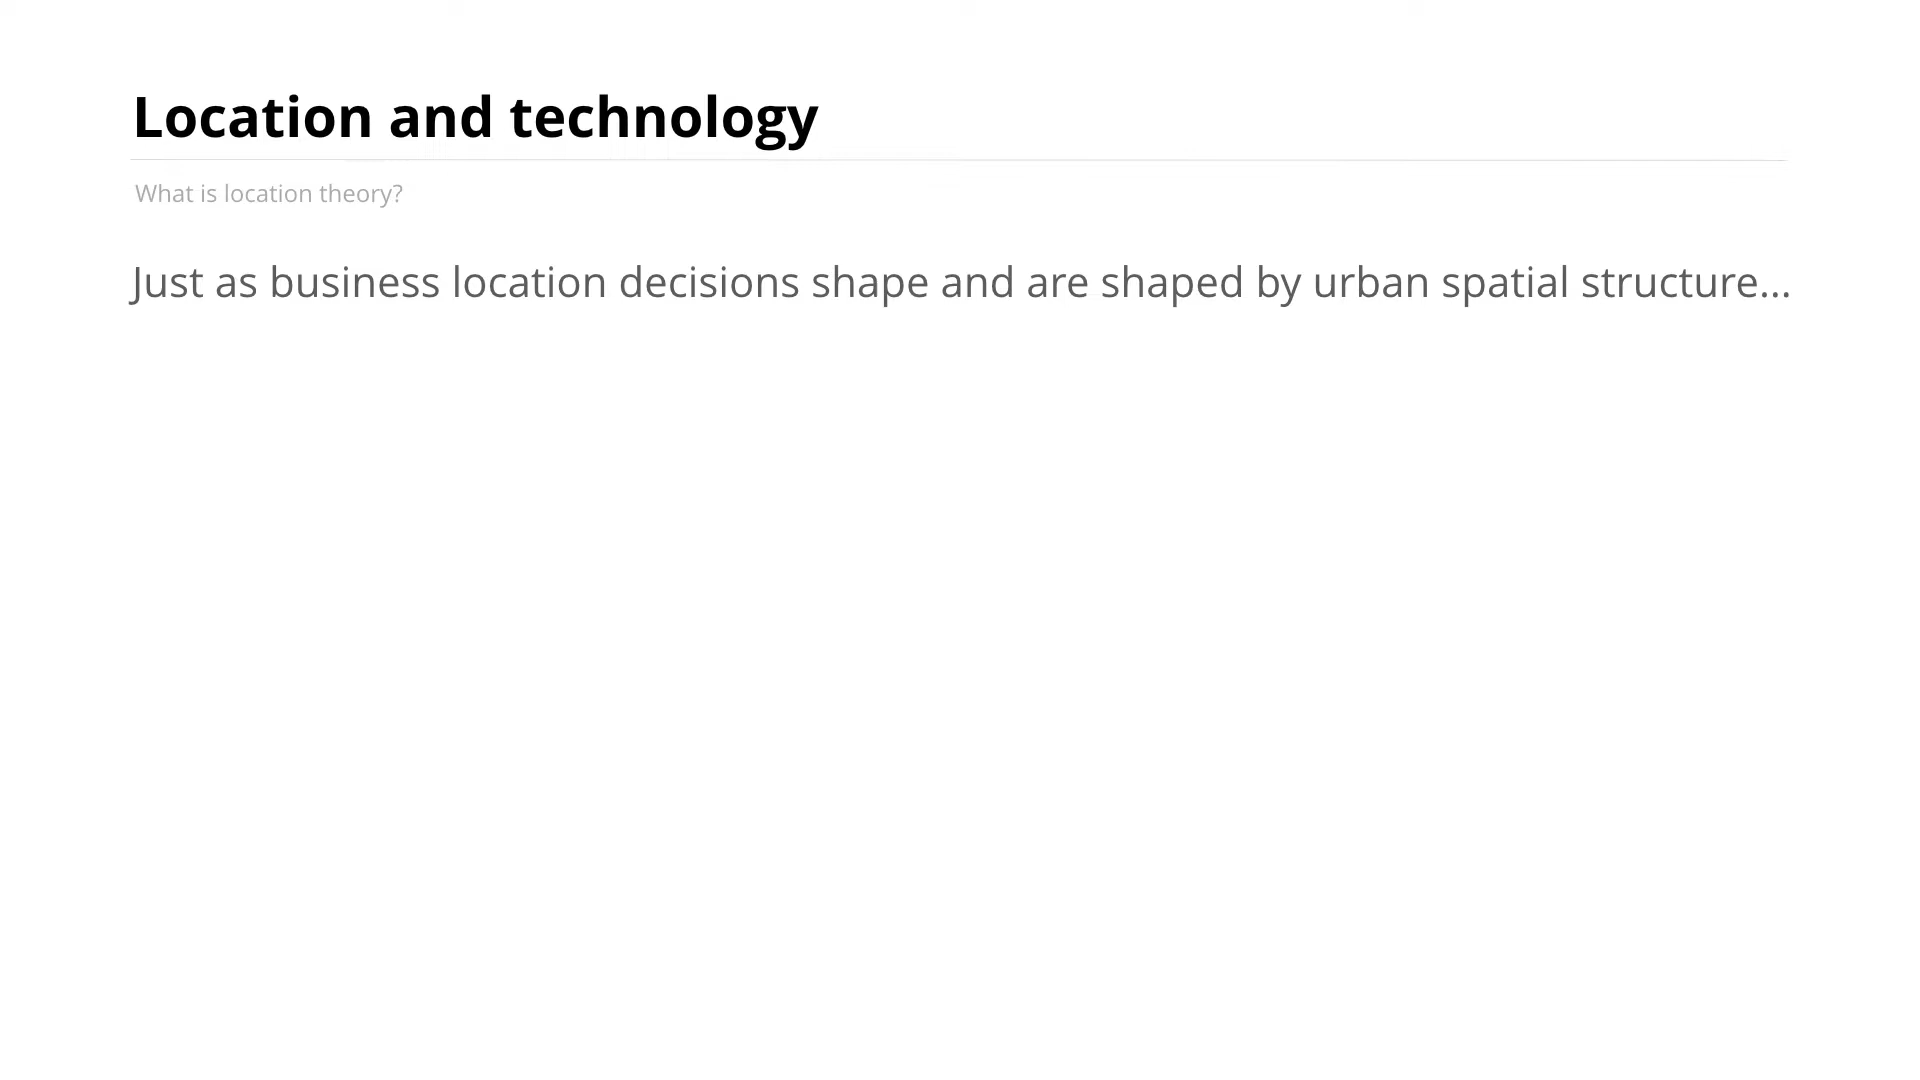 Location and technology
What is location theory?
Just as business location decisions shape and are shaped by urban spatial structure...